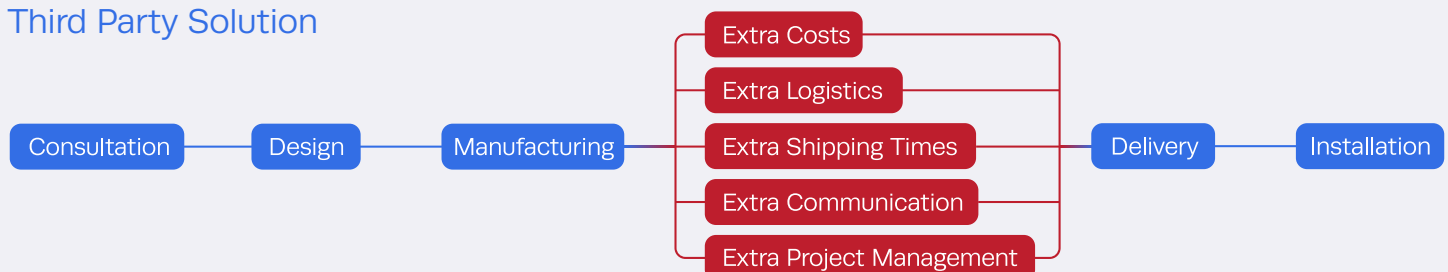 Third Party Solution
Consultation
Design
Manufacturing
Extra Costs
Extra Logistics
Extra Shipping Times
Extra Communication
Extra Project Management
Delivery
Installation